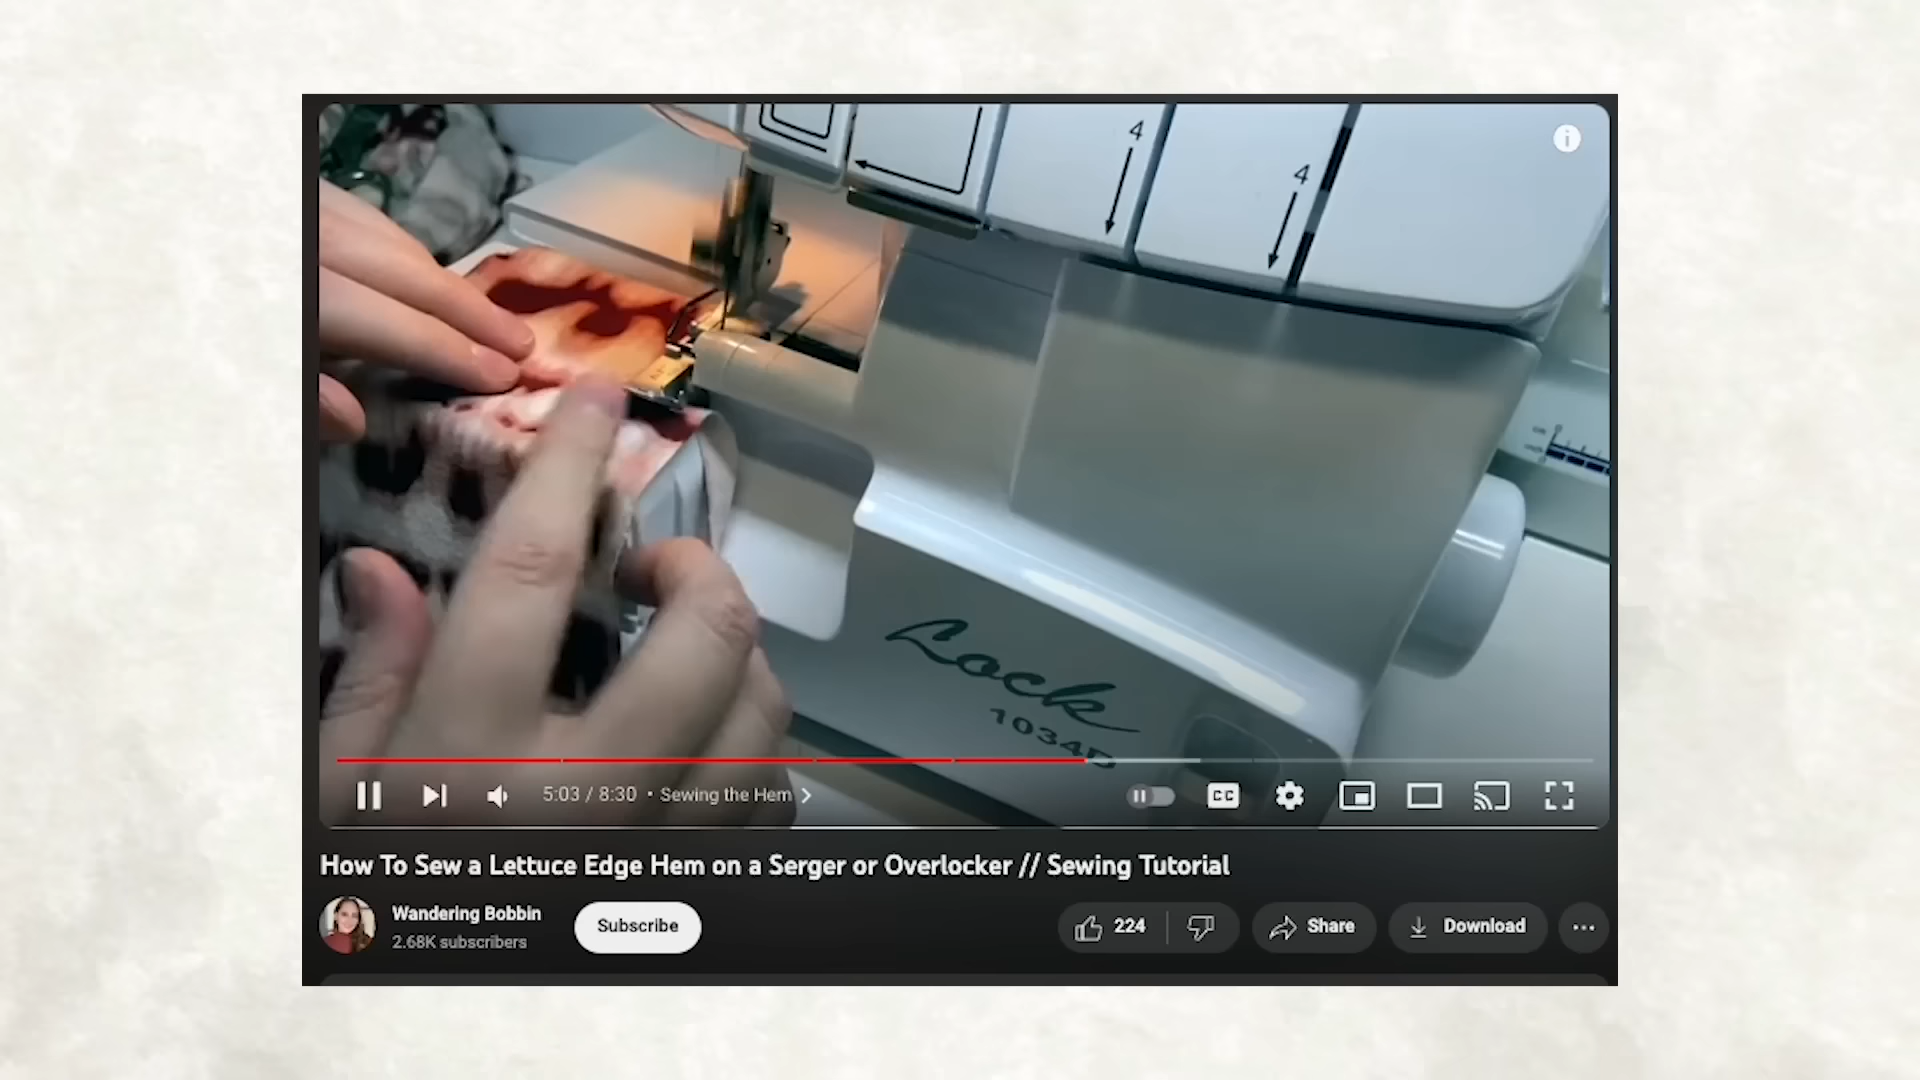 4
4
Lock
1034D
5:03 / 8:30 • Sewing the Hem
CC
How To Sew a Lettuce Edge Hem on a Serger or Overlocker // Sewing Tutorial
Wandering Bobbin
2.68K subscribers
Subscribe
224
Share
Download